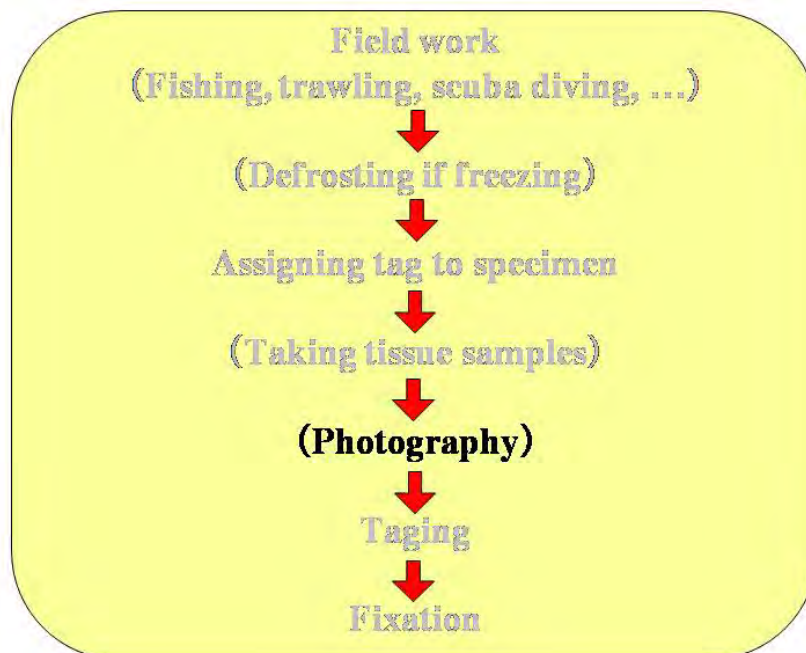 Field work
(Fishing, trawling, scuba diving, ...)
(Defrosting if freezing)
Assigning tag to specimen
(Taking tissue samples)
(Photography)
Taging
Fixation